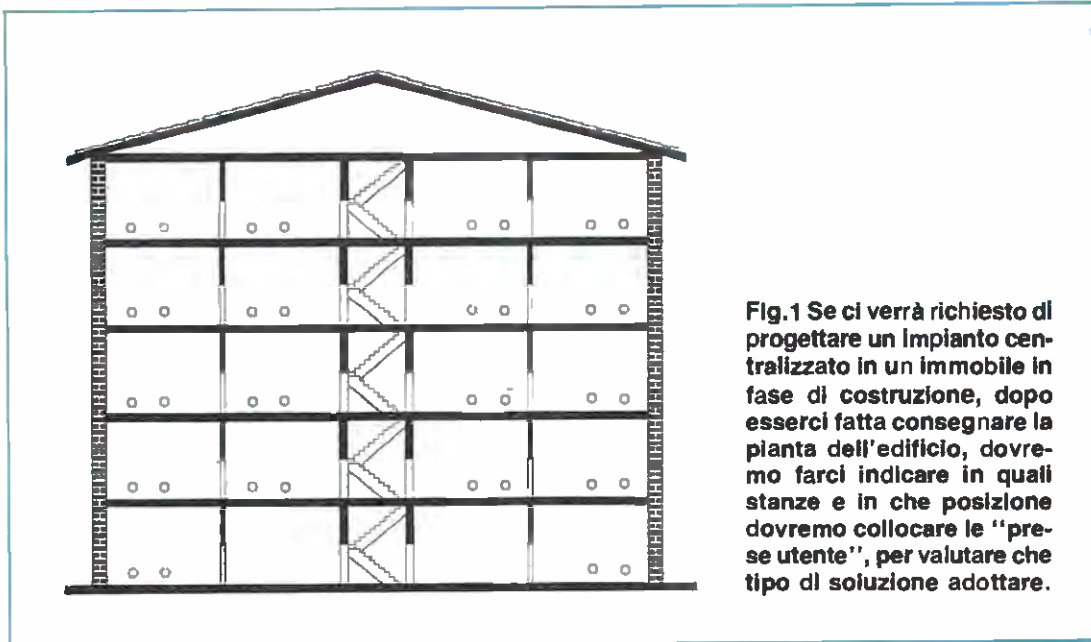 Fig.1 Se ci verrà richiesto di
progettare un impianto cen-
tralizzato in un immobile in
fase di costruzione, dopo
esserci fatta consegnare la
pianta dell'edificio, dovre-
mo farci indicare in quali
stanze e in che posizione
dovremo collocare le "pre-
se utente", per valutare che
tipo di soluzione adottare.